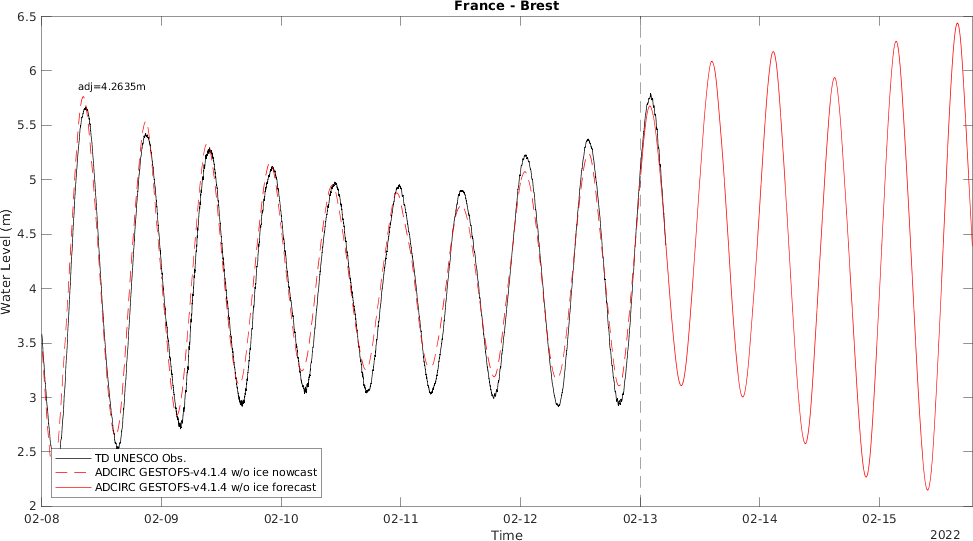 France - Brest
6.5
6
5.5
5
4.5
4
3.5
3
2.5
2
Water Level (m)
adj=4.2635m
TD UNESCO Obs.
ADCIRC GESTOFS-v4.1.4 w/o ice nowcast
ADCIRC GESTOFS-v4.1.4 w/o ice forecast
02-08 02-09 02-10 02-11 02-12 02-13 02-14 02-15
Time
2022